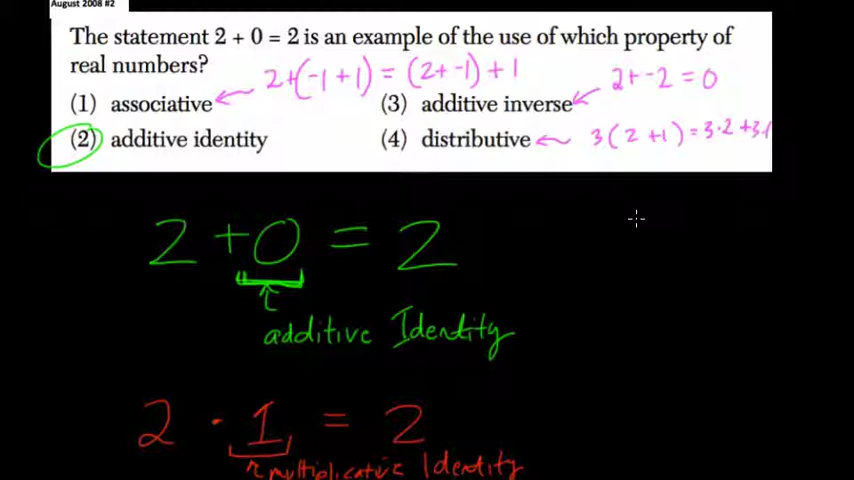 August 2008 #2
The statement 2 + 0 = 2 is an example of the use of which property of
real numbers?
2+(-1+1) = (2+-1)+1
2+-2=0
(1) associative
(3) additive inverse
(2) additive identity
(4) distributive
3(2+1)=3·2+3·1
2+0 = 2
additive Identity
2 · 1 = 2
multiplicative Identity